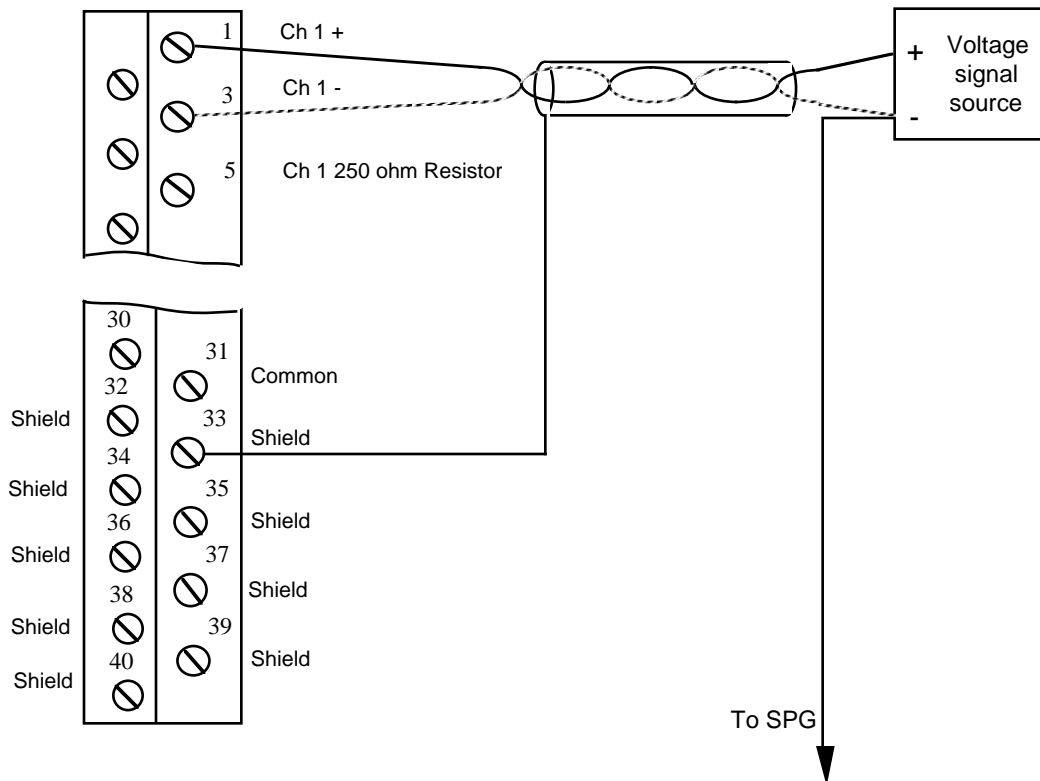 1 Ch 1 +
3 Ch 1 -
5 Ch 1 250 ohm Resistor
+ Voltage
signal
source
-
30
31
Common
32
33
Shield
Shield
34
35
Shield
Shield
36
37
Shield
Shield
38
39
Shield
Shield
40
Shield
To SPG